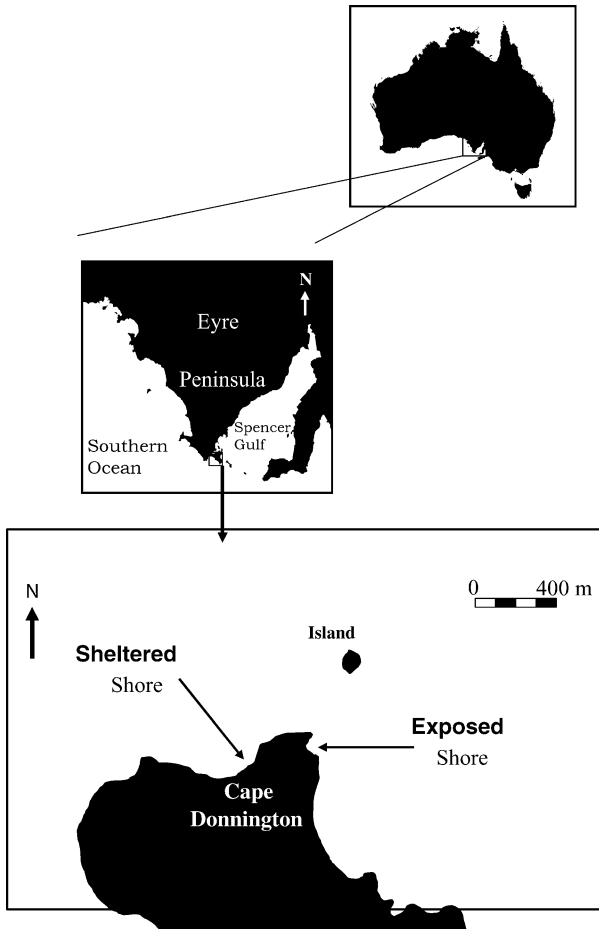 N
Eyre
Peninsula
Spencer
Gulf
Southern
Ocean
N
0 400 m
Island
Sheltered
Shore
Exposed
Shore
Cape
Donnington